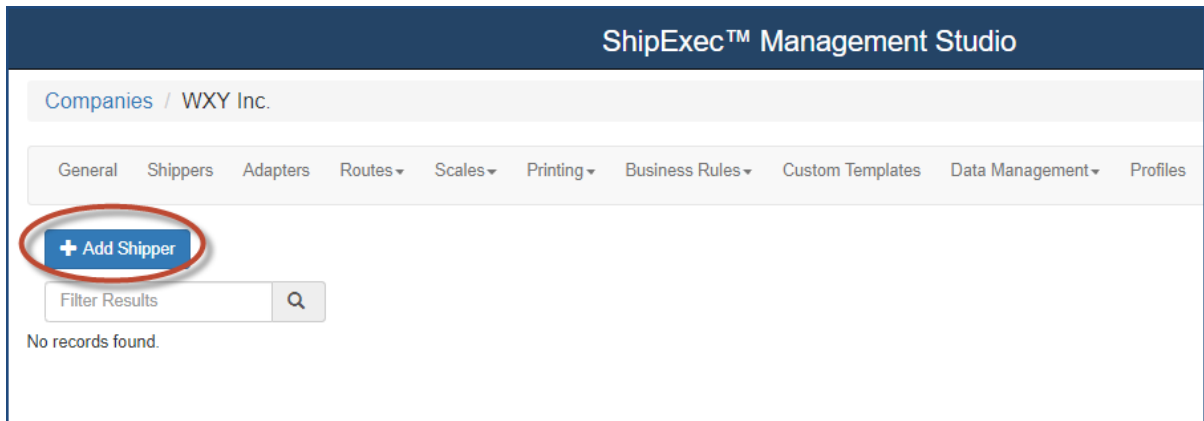 ShipExec™ Management Studio
Companies / WXY Inc.
General Shippers Adapters Routes Scales Printing Business Rules Custom Templates Data Management Profiles
+ Add Shipper
Filter Results
No records found.